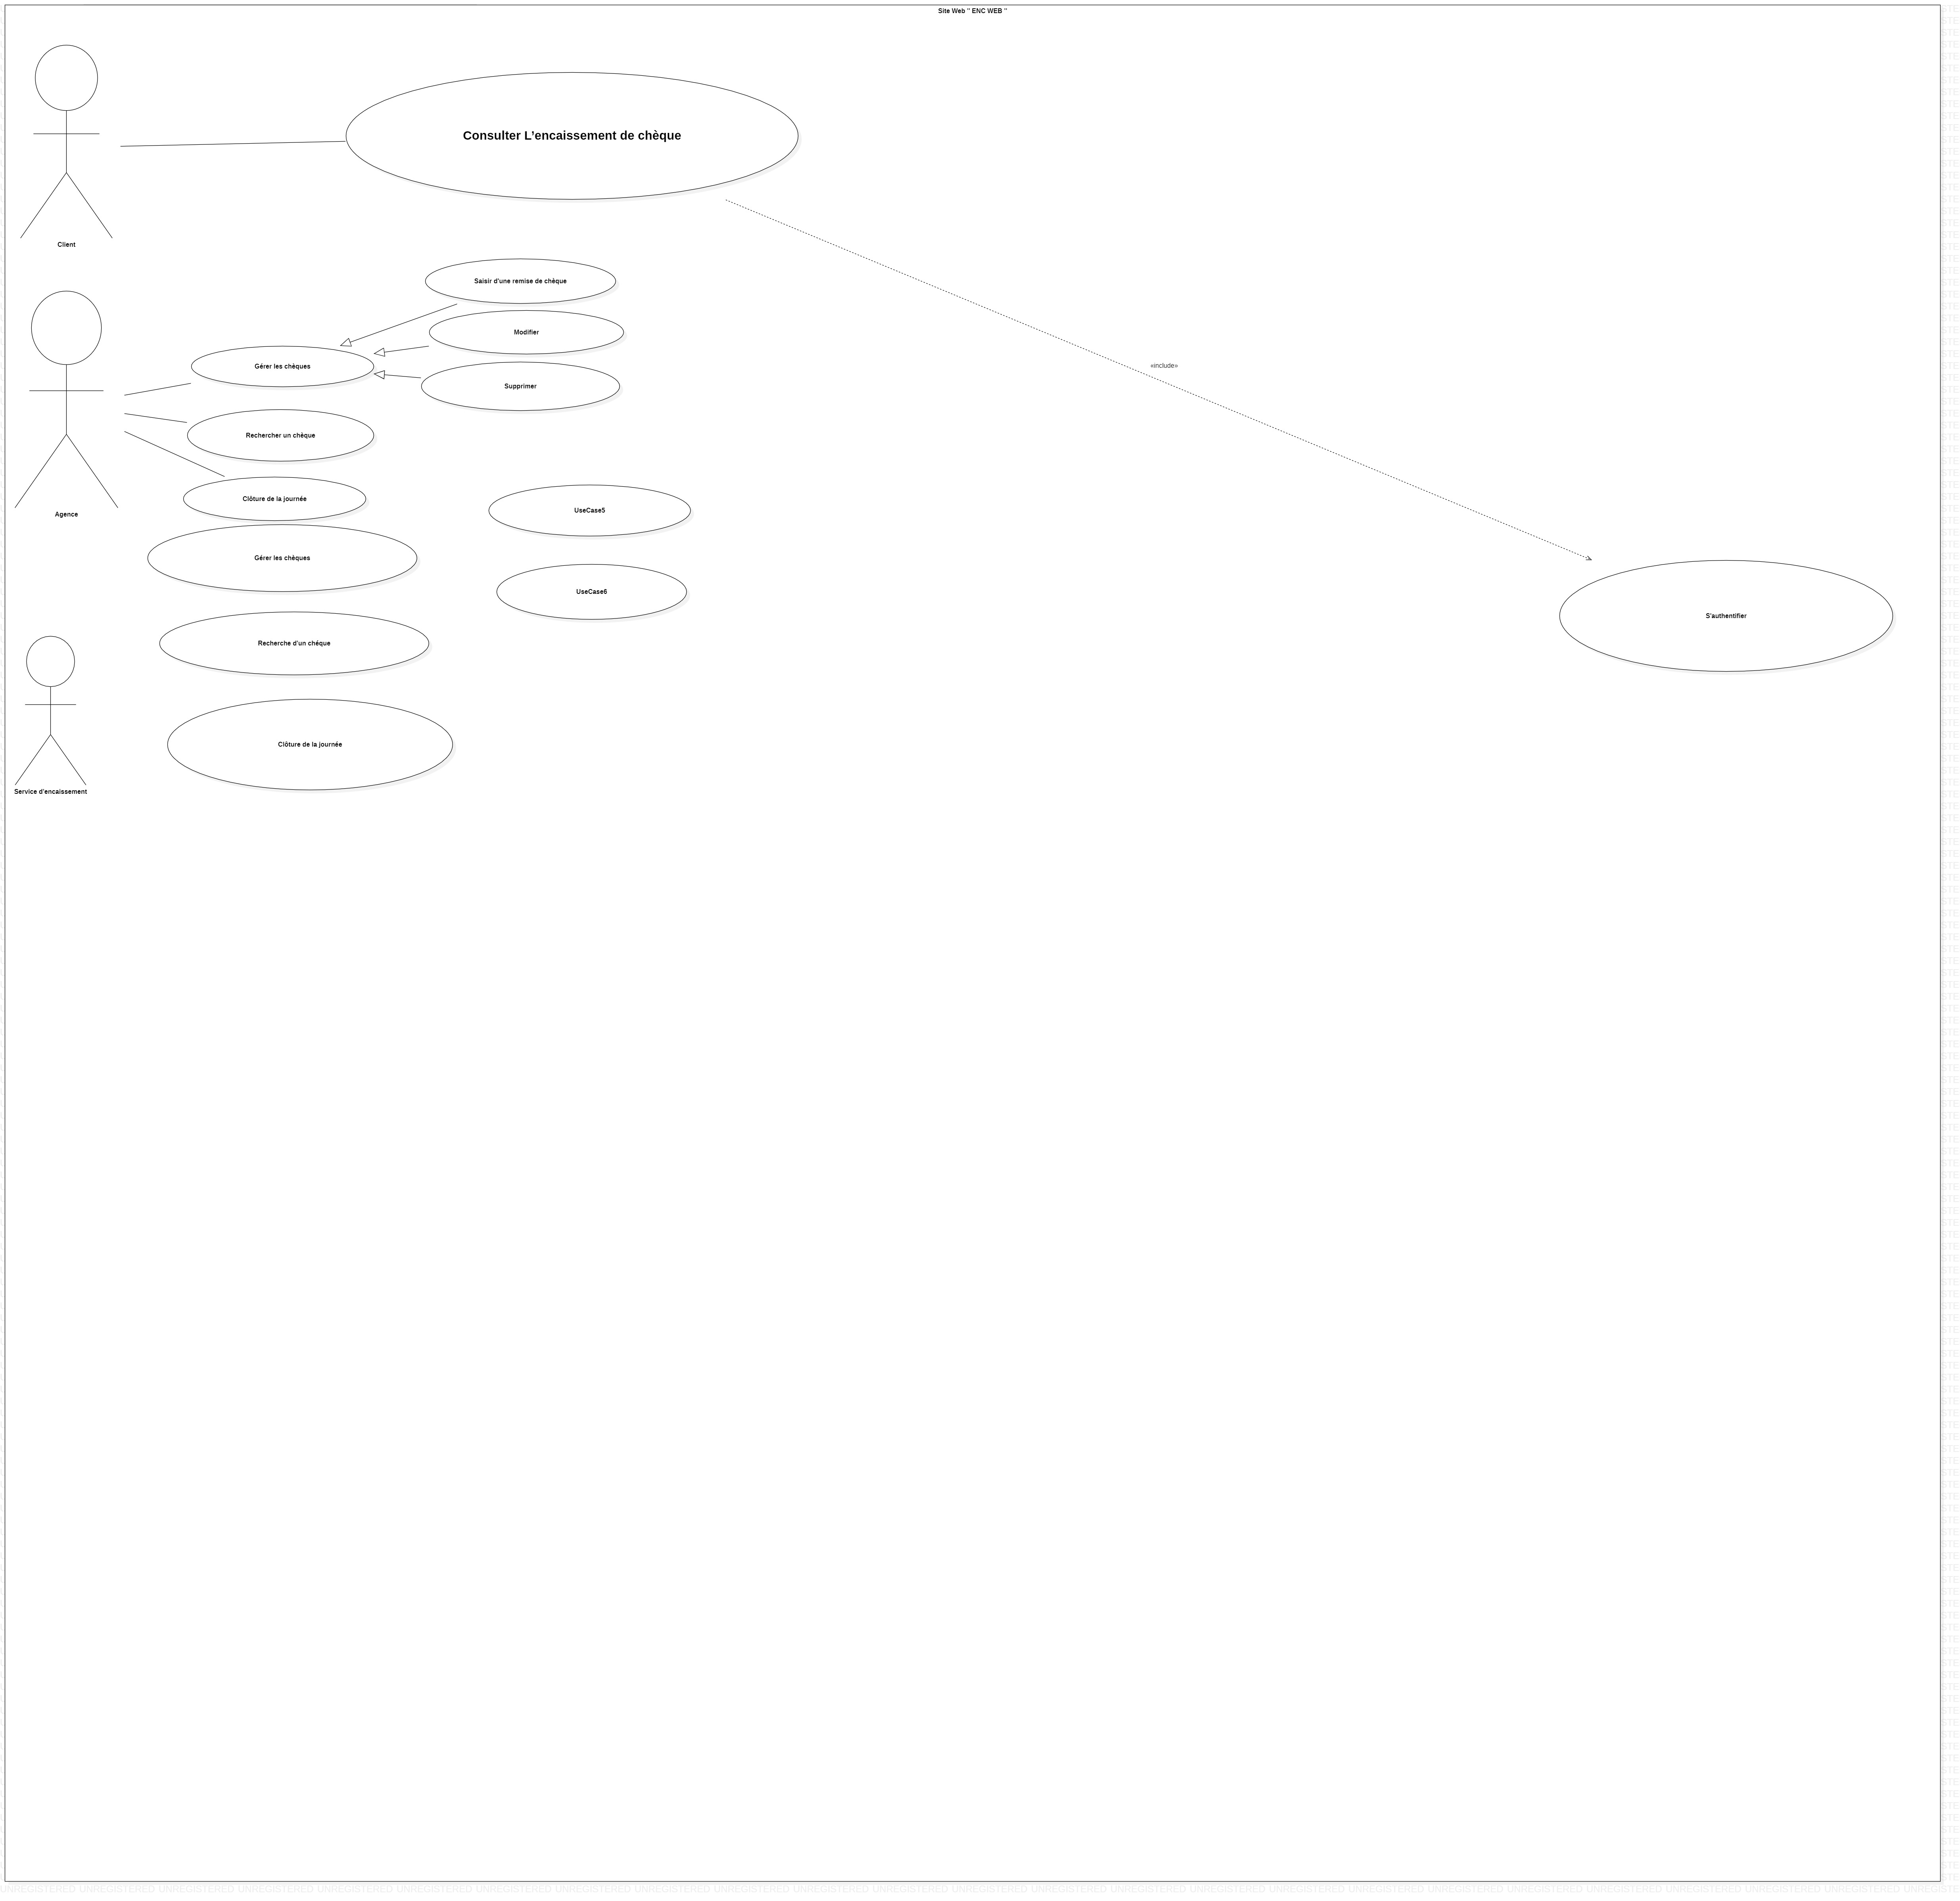 Site Web " ENC WEB "
Consulter L'encaissement de chèque
Client
Saisir d'une remise de chèque
Modifier
Gérer les chèques
«include»
Supprimer
Rechercher un chèque
Clôture de la journée
UseCase5
Agence
Gérer les chèques
UseCase6
S'authentifier
Recherche d'un chéque
Clôture de la journée
Service d'encaissement
UNREGISTERED UNREGISTERED UNREGISTERED UNREGISTERED UNREGISTERED UNREGISTERED UNREGISTERED UNREGISTERED UNREGISTERED UNREGISTERED UNREGISTERED UNREGISTERED UNREGISTERED UNREGISTERED UNREGISTERED UNREGISTERED UNREGISTERED UNREGISTERED UNREGISTERED UNREGISTERED UNREGISTERED UNREGISTERED UNREGISTERED UNREGISTERED